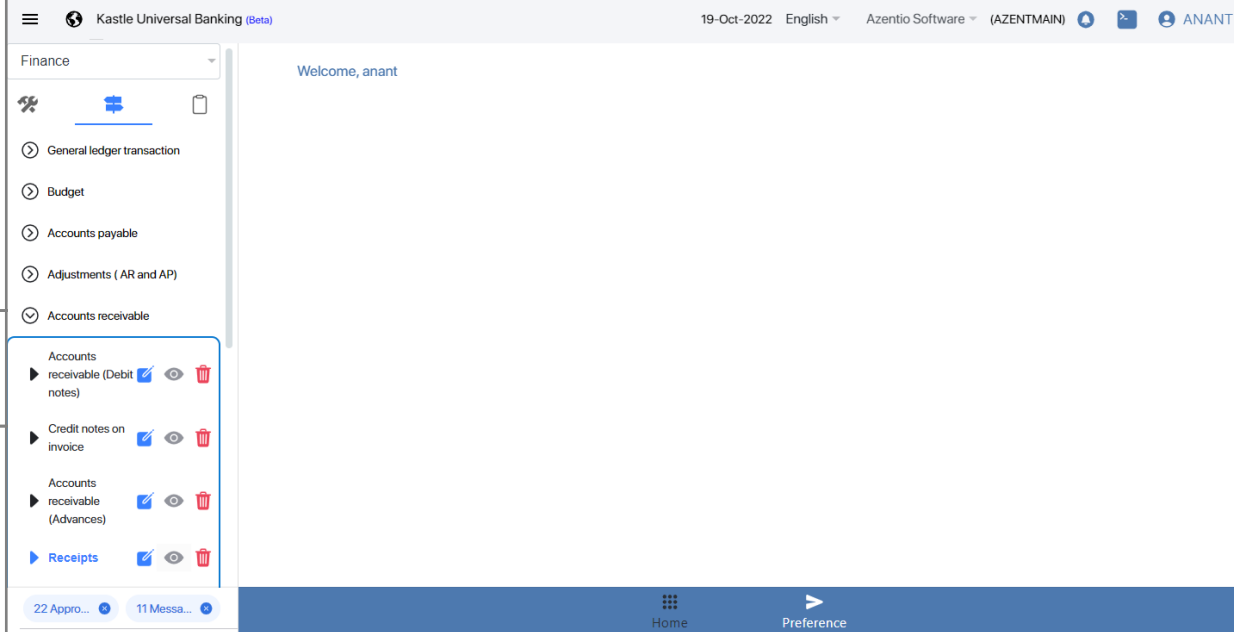 Kastle Universal Banking (Beta)
19-Oct-2022 English Azentio Software (AZENTMAIN) ANANT
Finance
Welcome, anant
General ledger transaction
Budget
Accounts payable
Adjustments ( AR and AP)
Accounts receivable
Accounts
receivable (Debit
notes)
Credit notes on
invoice
Accounts
receivable
(Advances)
Receipts
22 Appro...
11 Messa...
Home
Preference